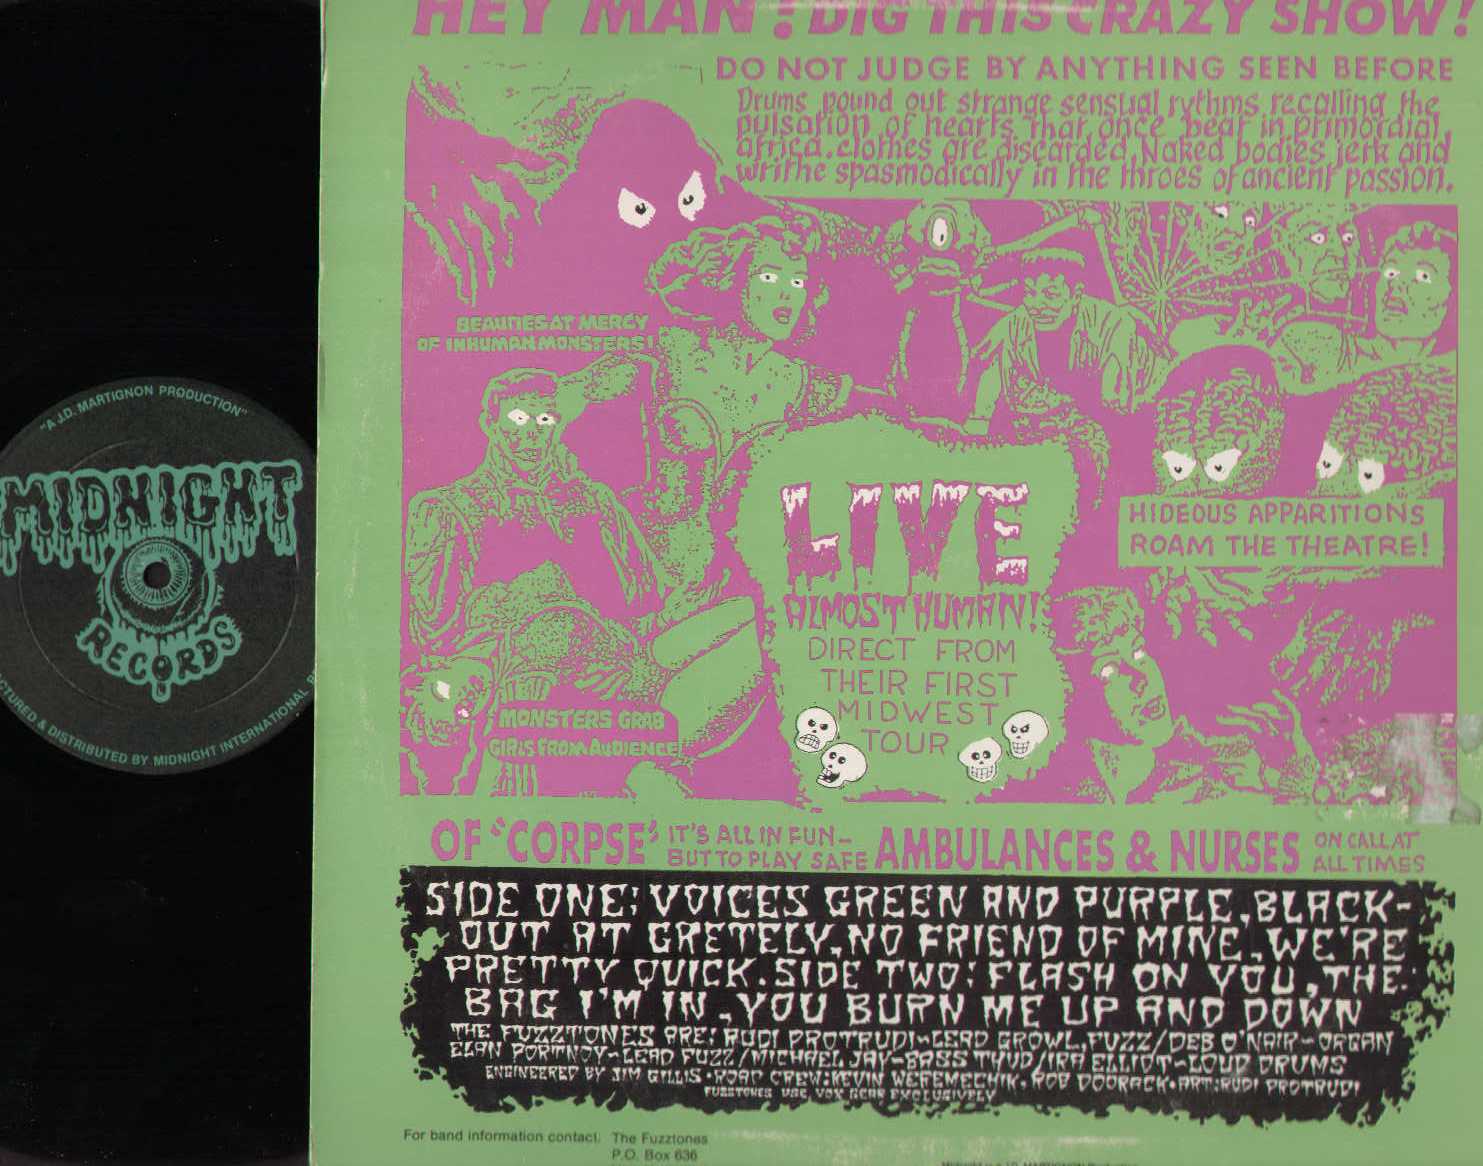 "A J.D. MARTIGNON PRODUCTION"
MIDNIGHT
RECORDS
& DISTRIBUTED BY MIDNIGHT INTERNATIONAL
HEY MAN! DIG THIS CRAZY SHOW!
DO NOT JUDGE BY ANYTHING SEEN BEFORE
Drums pound out strange sensual rythms recalling the
pulsation of hearts that once beat in primordial
africa. clothes are discarded. Naked bodies jerk and
writhe spasmodically in the throes of ancient passion.
BEAUTIES AT MERCY
OF INHUMAN MONSTERS!
HIDEOUS APPARITIONS
ROAM THE THEATRE!
LIVE
ALMOST HUMAN!
DIRECT FROM
THEIR FIRST
MIDWEST
TOUR
MONSTERS GRAB
GIRLS FROM AUDIENCE
OF "CORPSE" IT'S ALL IN FUN- AMBULANCES & NURSES ON CALL AT
BUT TO PLAY SAFE ALL TIMES
SIDE ONE: VOICES GREEN AND PURPLE, BLACK-
OUT AT GRETELY, NO FRIEND OF MINE, WE'RE
PRETTY QUICK. SIDE TWO: FLASH ON YOU, THE
BAG I'M IN, YOU BURN ME UP AND DOWN
THE FUZZTONES ARE: RUDI PROTRUDI-LEAD GROWL, FUZZ/DEB O'NAIR-ORGAN
ELAN PORTNOY-LEAD FUZZ/MICHAEL JAY-BASS THUD/IRA ELLIOT-LOUD DRUMS
ENGINEERED BY JIM GILLIS · ROAD CREW: KEVIN · ROB DOORACK · ART: RUDI PROTRUDI
FUZZTONES USE VOX GEAR EXCLUSIVELY
For band information contact. The Fuzztones
P.O. Box 636